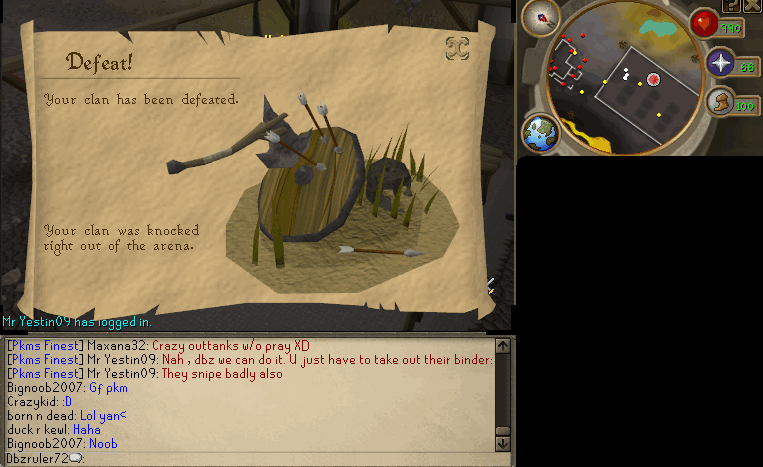 Defeat!
Your clan has been defeated.
Your clan was knocked
right out of the arena.
990
66
100
Mr Yestin09 has logged in.
[Pkms Finest] Maxana32: Crazy outtanks w/o pray XD
[Pkms Finest] Mr Yestin09: Nah , dbz we can do it. U just have to take out their binder:
[Pkms Finest] Mr Yestin09: They snipe badly also
Bignoob2007: Gf pkm
Crazykid: :D
born n dead: Lol yan<
duck r kewl: Haha
Bignoob2007: Noob
Dbzruler72: